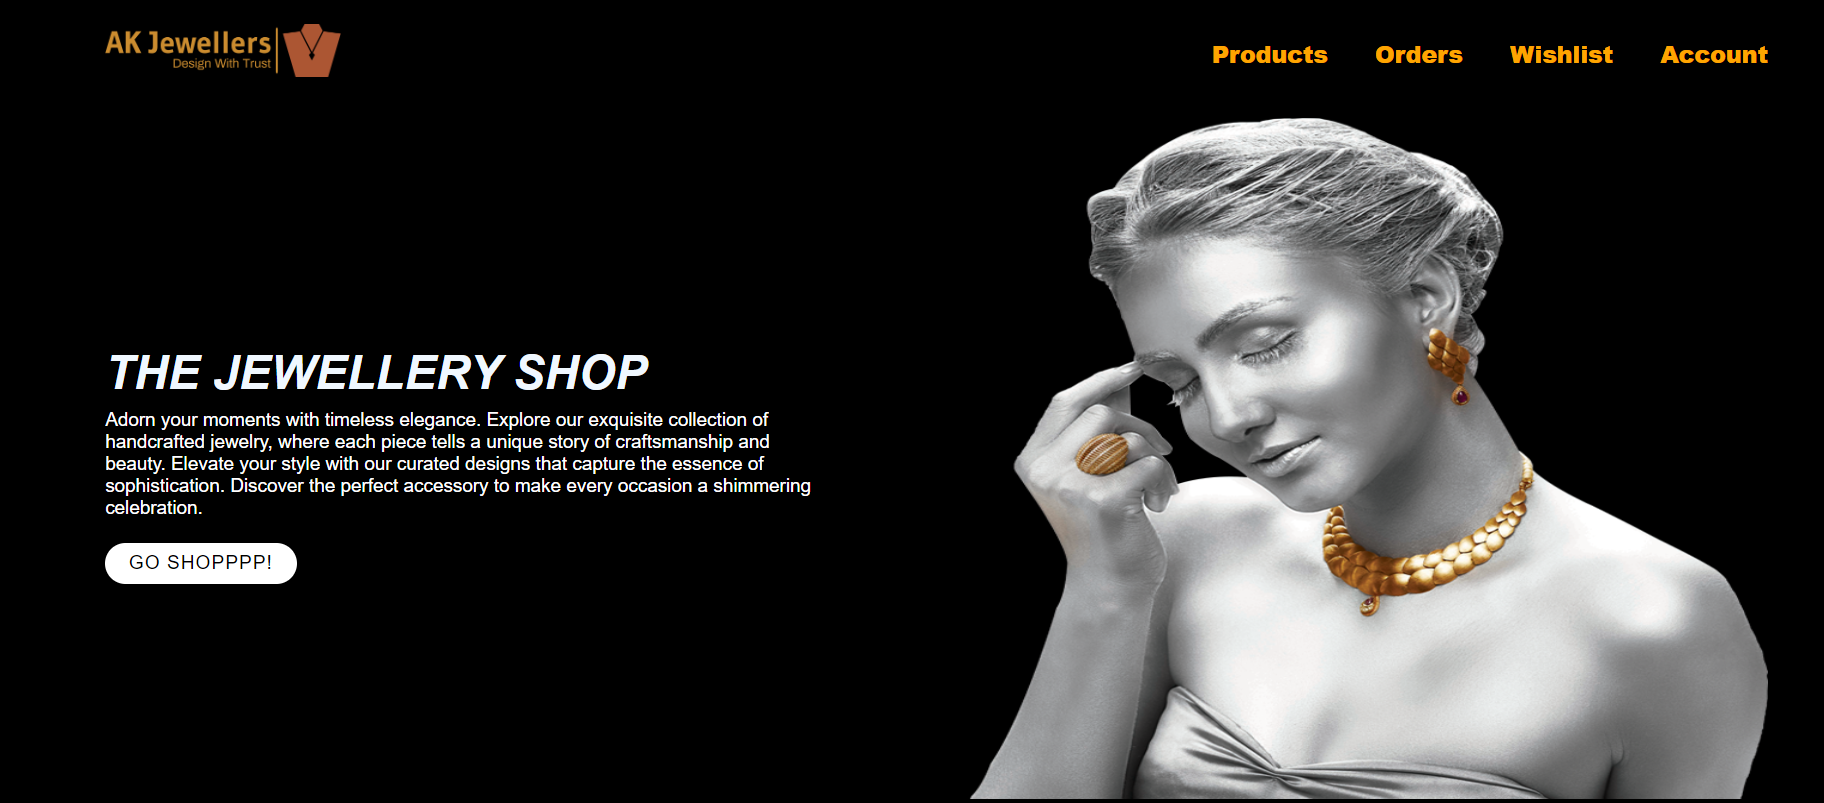 AK Jewellers
Design With Trust
Products Orders Wishlist Account
THE JEWELLERY SHOP
Adorn your moments with timeless elegance. Explore our exquisite collection of
handcrafted jewelry, where each piece tells a unique story of craftsmanship and
beauty. Elevate your style with our curated designs that capture the essence of
sophistication. Discover the perfect accessory to make every occasion a shimmering
celebration.
GO SHOPPPP!